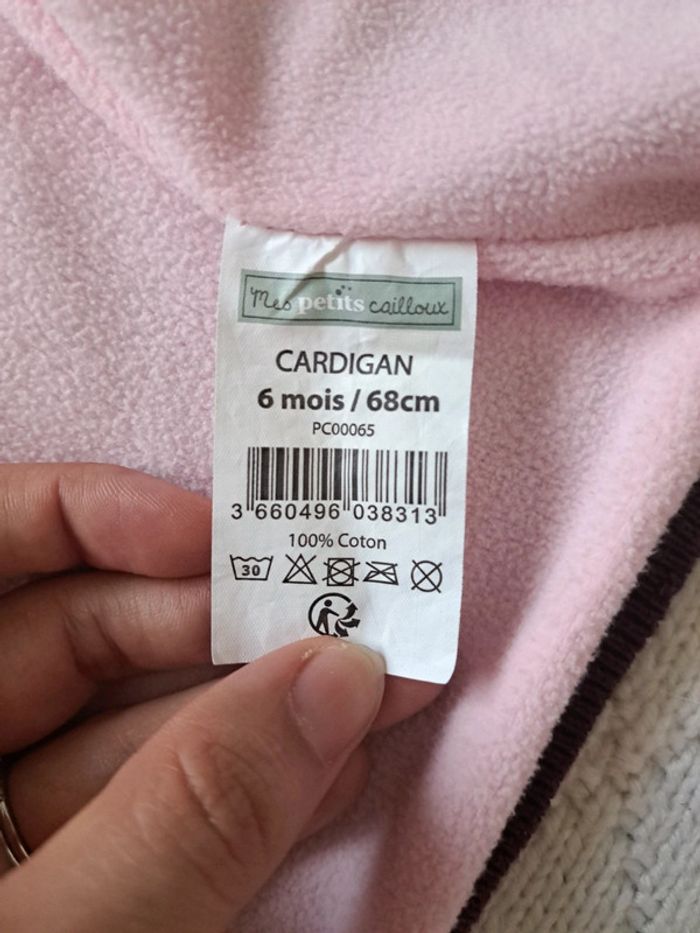 Mes petits cailloux
CARDIGAN
6 mois / 68cm
PC00065
3 660496 038313
100% Coton
30